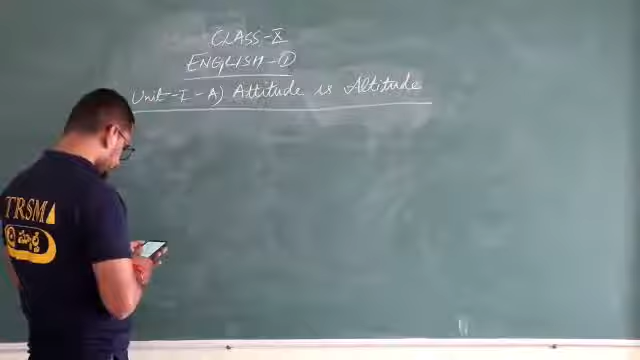 CLASS-X
ENGLISH-①
Unit-I-A) Attitude is Altitude
TRSMA
స్కూల్స్